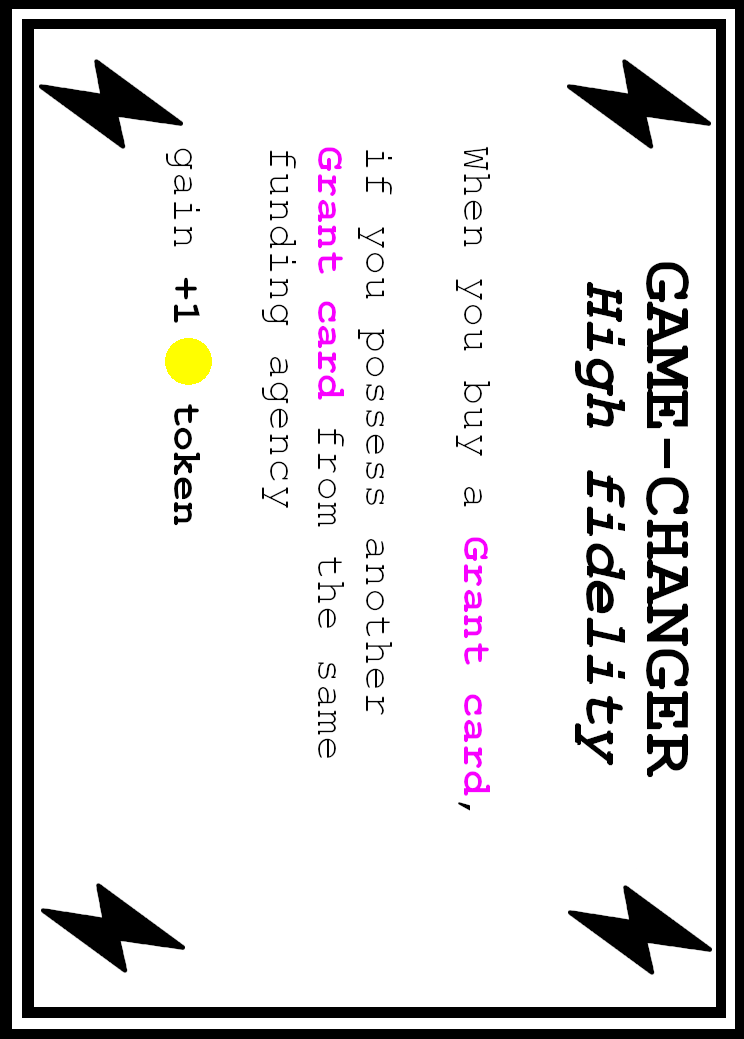 GAME-CHANGER
High fidelity
When you buy a Grant card,
if you possess another
Grant card from the same
funding agency
gain +1 token